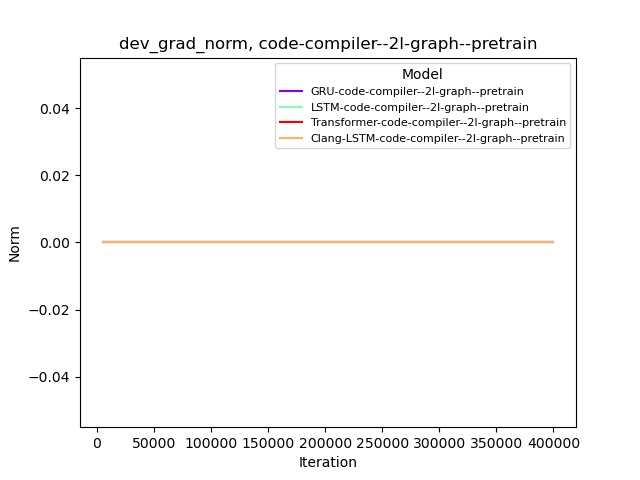 dev_grad_norm, code-compiler--2l-graph--pretrain
Model
GRU-code-compiler--2l-graph--pretrain
LSTM-code-compiler--2l-graph--pretrain
Transformer-code-compiler--2l-graph--pretrain
Clang-LSTM-code-compiler--2l-graph--pretrain
0.04
0.02
0.00
−0.02
−0.04
Norm
0 50000 100000 150000 200000 250000 300000 350000 400000
Iteration